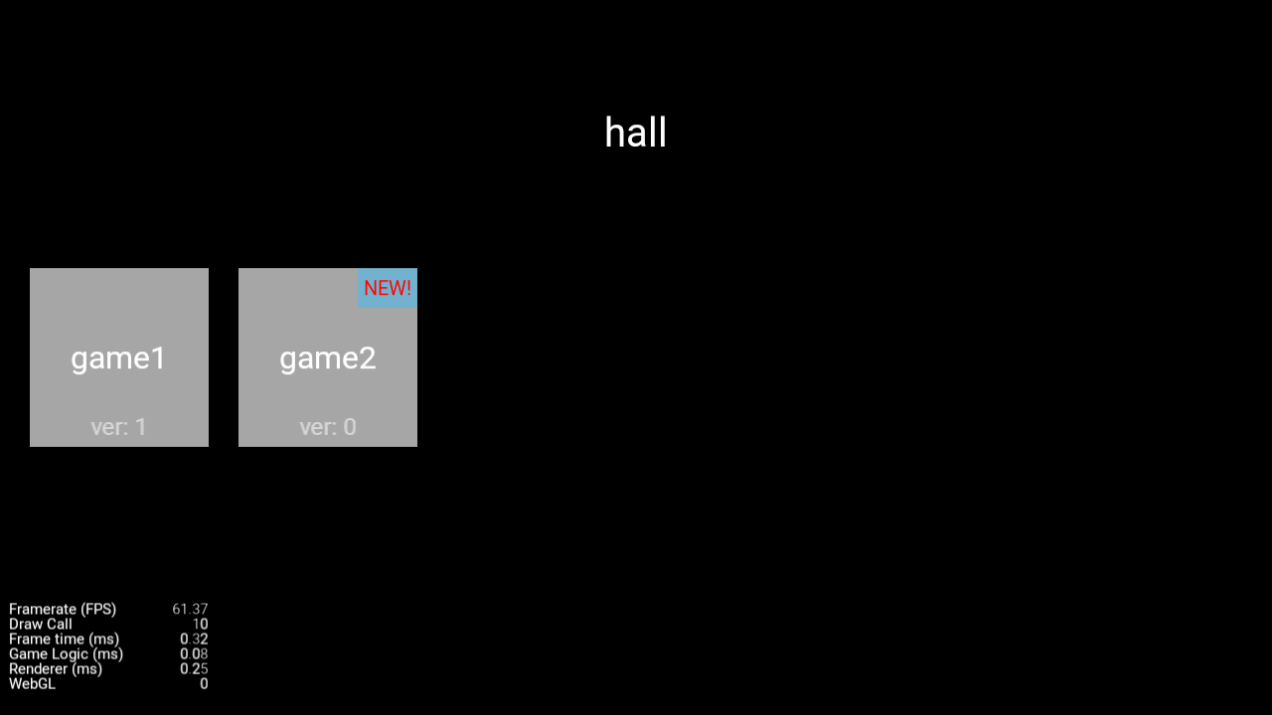 hall
NEW!
game1
game2
ver: 1
ver: 0
Framerate (FPS) 61.37
Draw Call 10
Frame time (ms) 0.32
Game Logic (ms) 0.08
Renderer (ms) 0.25
WebGL 0